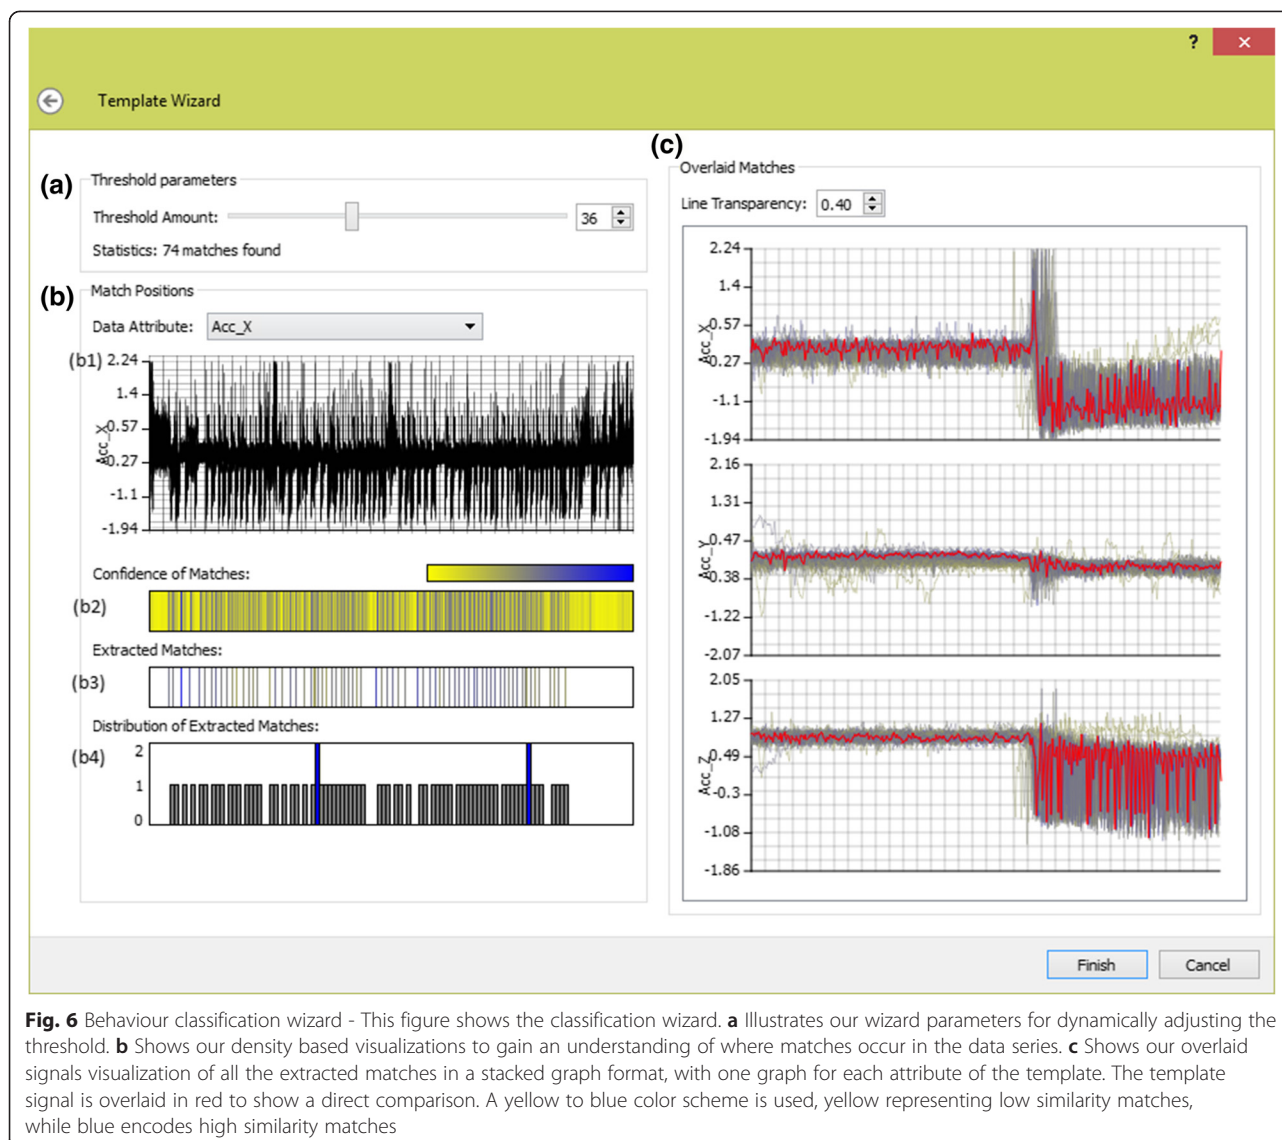 ?
Template Wizard
(a)
Threshold parameters
Threshold Amount:
36
Statistics: 74 matches found
(b)
Match Positions
Data Attribute:
Acc_X
(b1)
2.24
1.4
0.57
-0.27
-1.1
-1.94
Acc_X
Confidence of Matches:
(b2)
Extracted Matches:
(b3)
Distribution of Extracted Matches:
(b4)
2
1
0
(c)
Overlaid Matches
Line Transparency:
0.40
2.24
1.4
0.57
-0.27
-1.1
-1.94
Acc_X
2.16
1.31
0.47
-0.38
-1.22
-2.07
Acc_Y
2.05
1.27
0.49
-0.3
-1.08
-1.86
Acc_Z
Finish
Cancel
Fig. 6 Behaviour classification wizard - This figure shows the classification wizard. a Illustrates our wizard parameters for dynamically adjusting the
threshold. b Shows our density based visualizations to gain an understanding of where matches occur in the data series. c Shows our overlaid
signals visualization of all the extracted matches in a stacked graph format, with one graph for each attribute of the template. The template
signal is overlaid in red to show a direct comparison. A yellow to blue color scheme is used, yellow representing low similarity matches,
while blue encodes high similarity matches